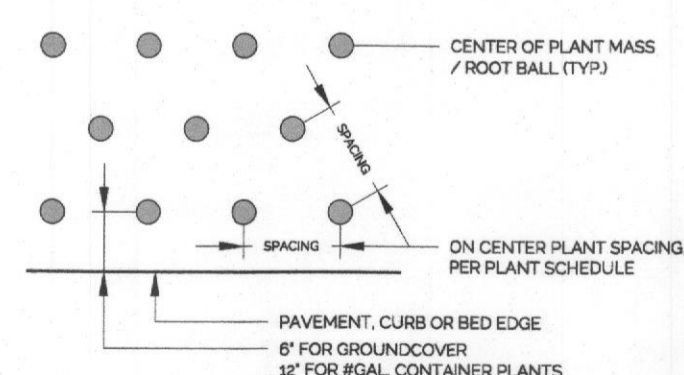 CENTER OF PLANT MASS
/ ROOT BALL (TYP.)
SPACING
SPACING
ON CENTER PLANT SPACING
PER PLANT SCHEDULE
PAVEMENT, CURB OR BED EDGE
6" FOR GROUNDCOVER
12" FOR #GAL. CONTAINER PLANTS